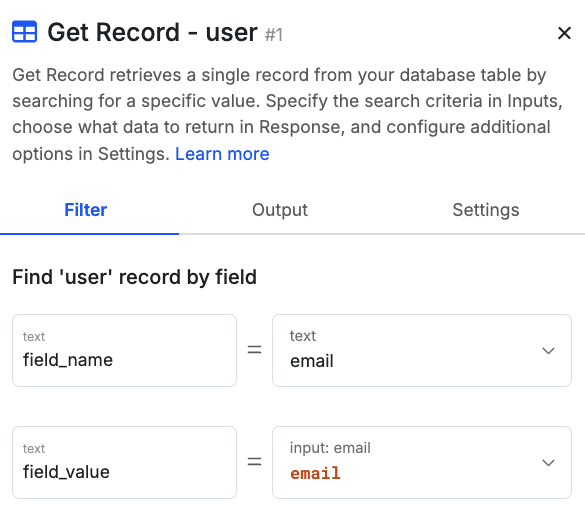 Get Record - user #1
Get Record retrieves a single record from your database table by
searching for a specific value. Specify the search criteria in Inputs,
choose what data to return in Response, and configure additional
options in Settings. Learn more
Filter Output Settings
Find 'user' record by field
text
field_name
=
text
email
text
field_value
=
input: email
email